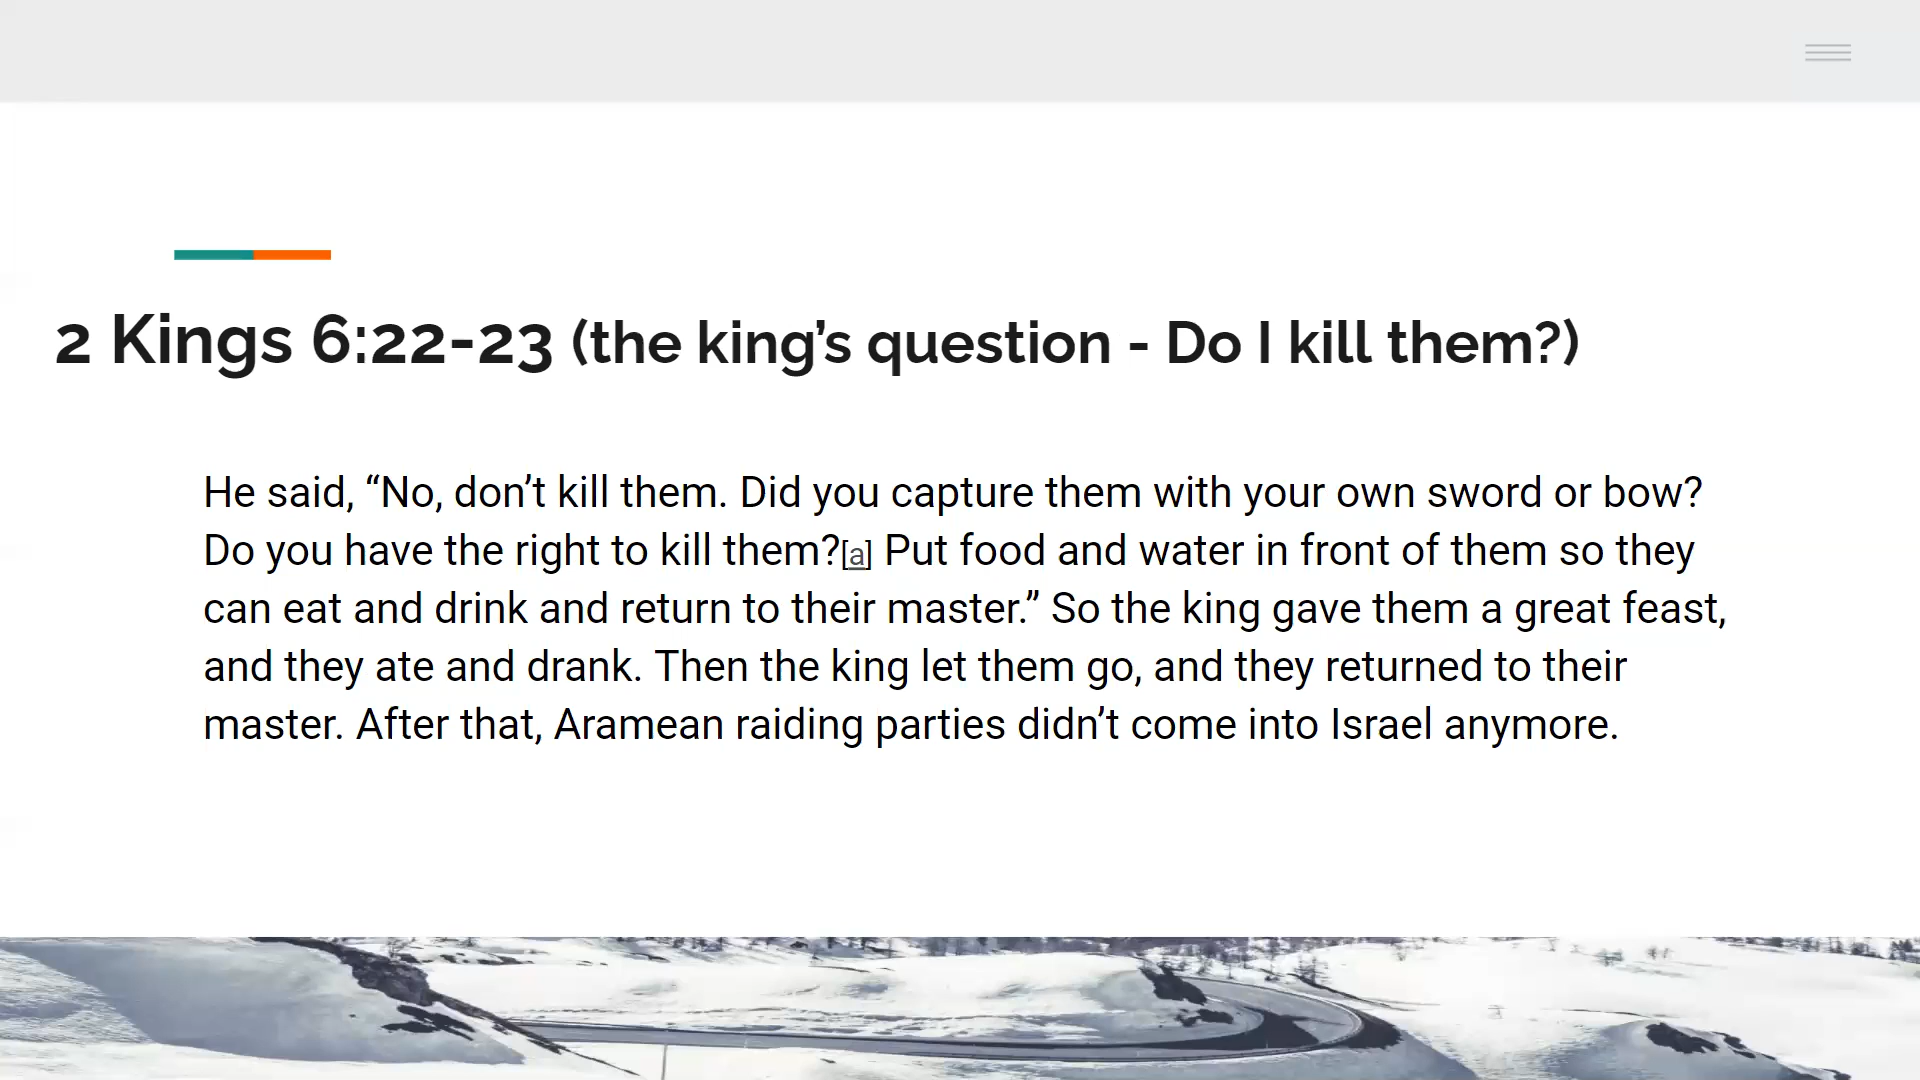 2 Kings 6:22-23 (the king’s question - Do I kill them?)
He said, “No, don’t kill them. Did you capture them with your own sword or bow?
Do you have the right to kill them?[a] Put food and water in front of them so they
can eat and drink and return to their master.” So the king gave them a great feast,
and they ate and drank. Then the king let them go, and they returned to their
master. After that, Aramean raiding parties didn’t come into Israel anymore.